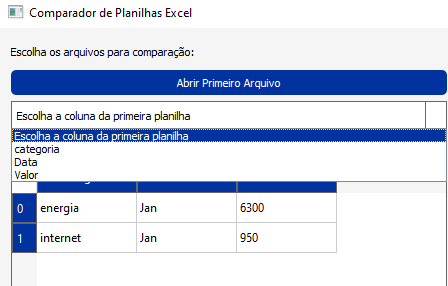 Comparador de Planilhas Excel
Escolha os arquivos para comparação:
Abrir Primeiro Arquivo
Escolha a coluna da primeira planilha
Escolha a coluna da primeira planilha
categoria
Data
Valor
0 energia Jan 6300
1 internet Jan 950